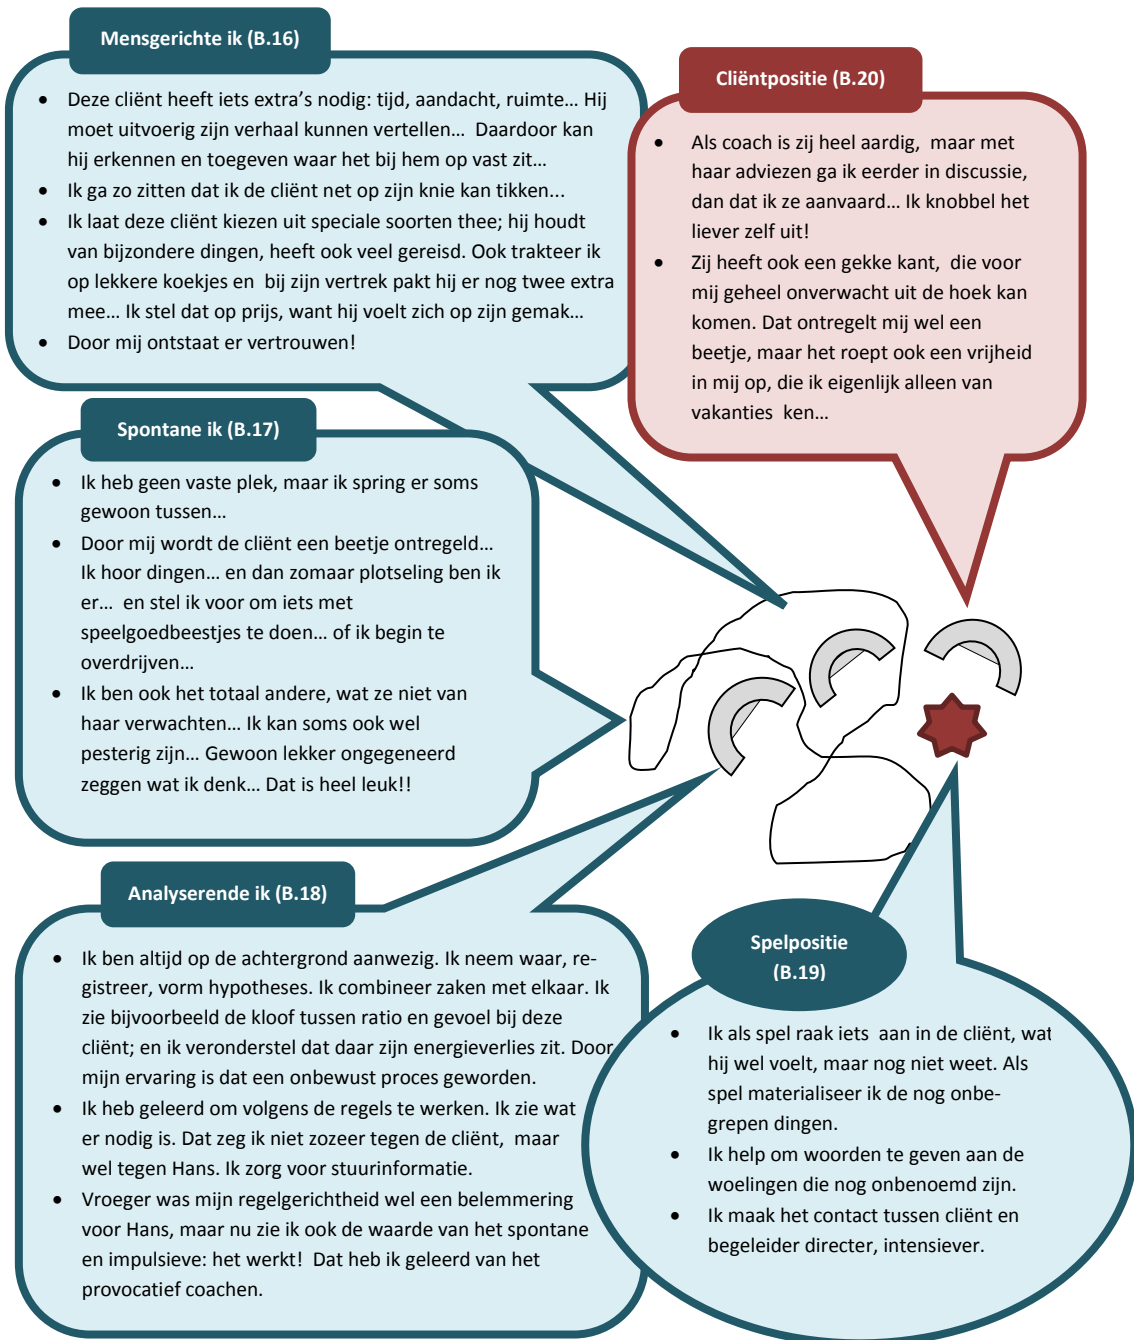 Mensgerichte ik (B.16)
• Deze cliënt heeft iets extra's nodig: tijd, aandacht, ruimte… Hij
moet uitvoerig zijn verhaal kunnen vertellen… Daardoor kan
hij erkennen en toegeven waar het bij hem op vast zit…
• Ik ga zo zitten dat ik de cliënt net op zijn knie kan tikken...
• Ik laat deze cliënt kiezen uit speciale soorten thee; hij houdt
van bijzondere dingen, heeft ook veel gereisd. Ook trakteer ik
op lekkere koekjes en bij zijn vertrek pakt hij er nog twee extra
mee… Ik stel dat op prijs, want hij voelt zich op zijn gemak…
• Door mij ontstaat er vertrouwen!
Cliëntpositie (B.20)
• Als coach is zij heel aardig, maar met
haar adviezen ga ik eerder in discussie,
dan dat ik ze aanvaard… Ik knobbel het
liever zelf uit!
• Zij heeft ook een gekke kant, die voor
mij geheel onverwacht uit de hoek kan
komen. Dat ontregelt mij wel een
beetje, maar het roept ook een vrijheid
in mij op, die ik eigenlijk alleen van
vakanties ken…
Spontane ik (B.17)
• Ik heb geen vaste plek, maar ik spring er soms
gewoon tussen…
• Door mij wordt de cliënt een beetje ontregeld…
Ik hoor dingen… en dan zomaar plotseling ben ik
er… en stel ik voor om iets met
speelgoedbeestjes te doen… of ik begin te
overdrijven…
• Ik ben ook het totaal andere, wat ze niet van
haar verwachten… Ik kan soms ook wel
pesterig zijn… Gewoon lekker ongegeneerd
zeggen wat ik denk… Dat is heel leuk!!
Analyserende ik (B.18)
• Ik ben altijd op de achtergrond aanwezig. Ik neem waar, re-
gistreer, vorm hypotheses. Ik combineer zaken met elkaar. Ik
zie bijvoorbeeld de kloof tussen ratio en gevoel bij deze
cliënt; en ik veronderstel dat daar zijn energieverlies zit. Door
mijn ervaring is dat een onbewust proces geworden.
• Ik heb geleerd om volgens de regels te werken. Ik zie wat
er nodig is. Dat zeg ik niet zozeer tegen de cliënt, maar
wel tegen Hans. Ik zorg voor stuurinformatie.
• Vroeger was mijn regelgerichtheid wel een belemmering
voor Hans, maar nu zie ik ook de waarde van het spontane
en impulsieve: het werkt! Dat heb ik geleerd van het
provocatief coachen.
Spelpositie
(B.19)
• Ik als spel raak iets aan in de cliënt, wat
hij wel voelt, maar nog niet weet. Als
spel materialiseer ik de nog onbe-
grepen dingen.
• Ik help om woorden te geven aan de
woelingen die nog onbenoemd zijn.
• Ik maak het contact tussen cliënt en
begeleider directer, intensiever.